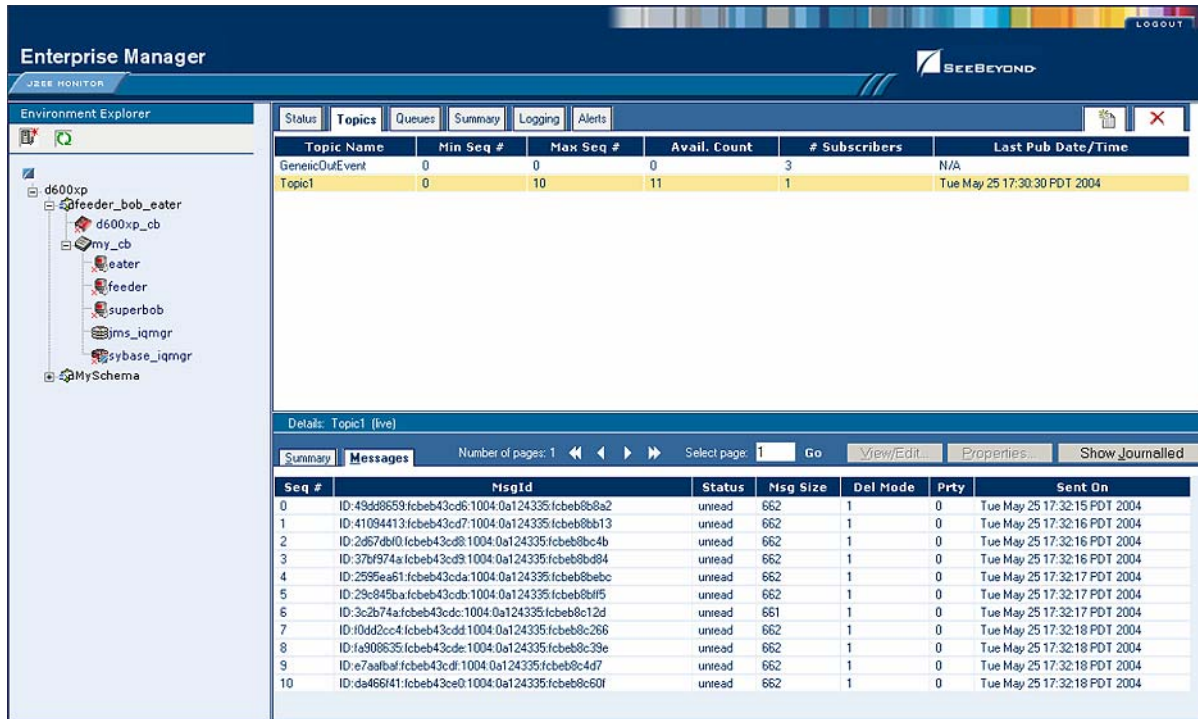 LOGOUT
Enterprise Manager
SEEBEYOND
J2EE MONITOR
Environment Explorer
d600xp
feeder_bob_eater
d600xp_cb
my_cb
eater
feeder
superbob
jms_iqmgr
sybase_iqmgr
MySchema
Status Topics Queues Summary Logging Alerts
Topic Name Min Seq # Max Seq # Avail. Count # Subscribers Last Pub Date/Time
GenericOutEvent 0 0 0 3 N/A
Topic1 0 10 11 1 Tue May 25 17:30:30 PDT 2004
Details: Topic1 (live)
Summary Messages Number of pages: 1 Select page: 1 Go View/Edit... Properties... Show Journalled
Seq # MsgId Status Msg Size Del Mode Prty Sent On
0 ID:49dd8659:fcbeb43cd6:1004:0a124335:fcbeb8b8a2 unread 662 1 0 Tue May 25 17:32:15 PDT 2004
1 ID:41094413:fcbeb43cd7:1004:0a124335:fcbeb8bb13 unread 662 1 0 Tue May 25 17:32:16 PDT 2004
2 ID:2d67dbf0:fcbeb43cd8:1004:0a124335:fcbeb8bc4b unread 662 1 0 Tue May 25 17:32:16 PDT 2004
3 ID:37bf974a:fcbeb43cd9:1004:0a124335:fcbeb8bd84 unread 662 1 0 Tue May 25 17:32:16 PDT 2004
4 ID:2595ea61:fcbeb43cda:1004:0a124335:fcbeb8bebc unread 662 1 0 Tue May 25 17:32:17 PDT 2004
5 ID:29c845ba:fcbeb43cdb:1004:0a124335:fcbeb8bff5 unread 662 1 0 Tue May 25 17:32:17 PDT 2004
6 ID:3c2b74a:fcbeb43cdc:1004:0a124335:fcbeb8c12d unread 661 1 0 Tue May 25 17:32:17 PDT 2004
7 ID:f0dd2cc4:fcbeb43cdd:1004:0a124335:fcbeb8c266 unread 662 1 0 Tue May 25 17:32:18 PDT 2004
8 ID:fa908635:fcbeb43cde:1004:0a124335:fcbeb8c39e unread 662 1 0 Tue May 25 17:32:18 PDT 2004
9 ID:e7aafbaf:fcbeb43cdf:1004:0a124335:fcbeb8c4d7 unread 662 1 0 Tue May 25 17:32:18 PDT 2004
10 ID:da466f41:fcbeb43ce0:1004:0a124335:fcbeb8c60f unread 662 1 0 Tue May 25 17:32:18 PDT 2004